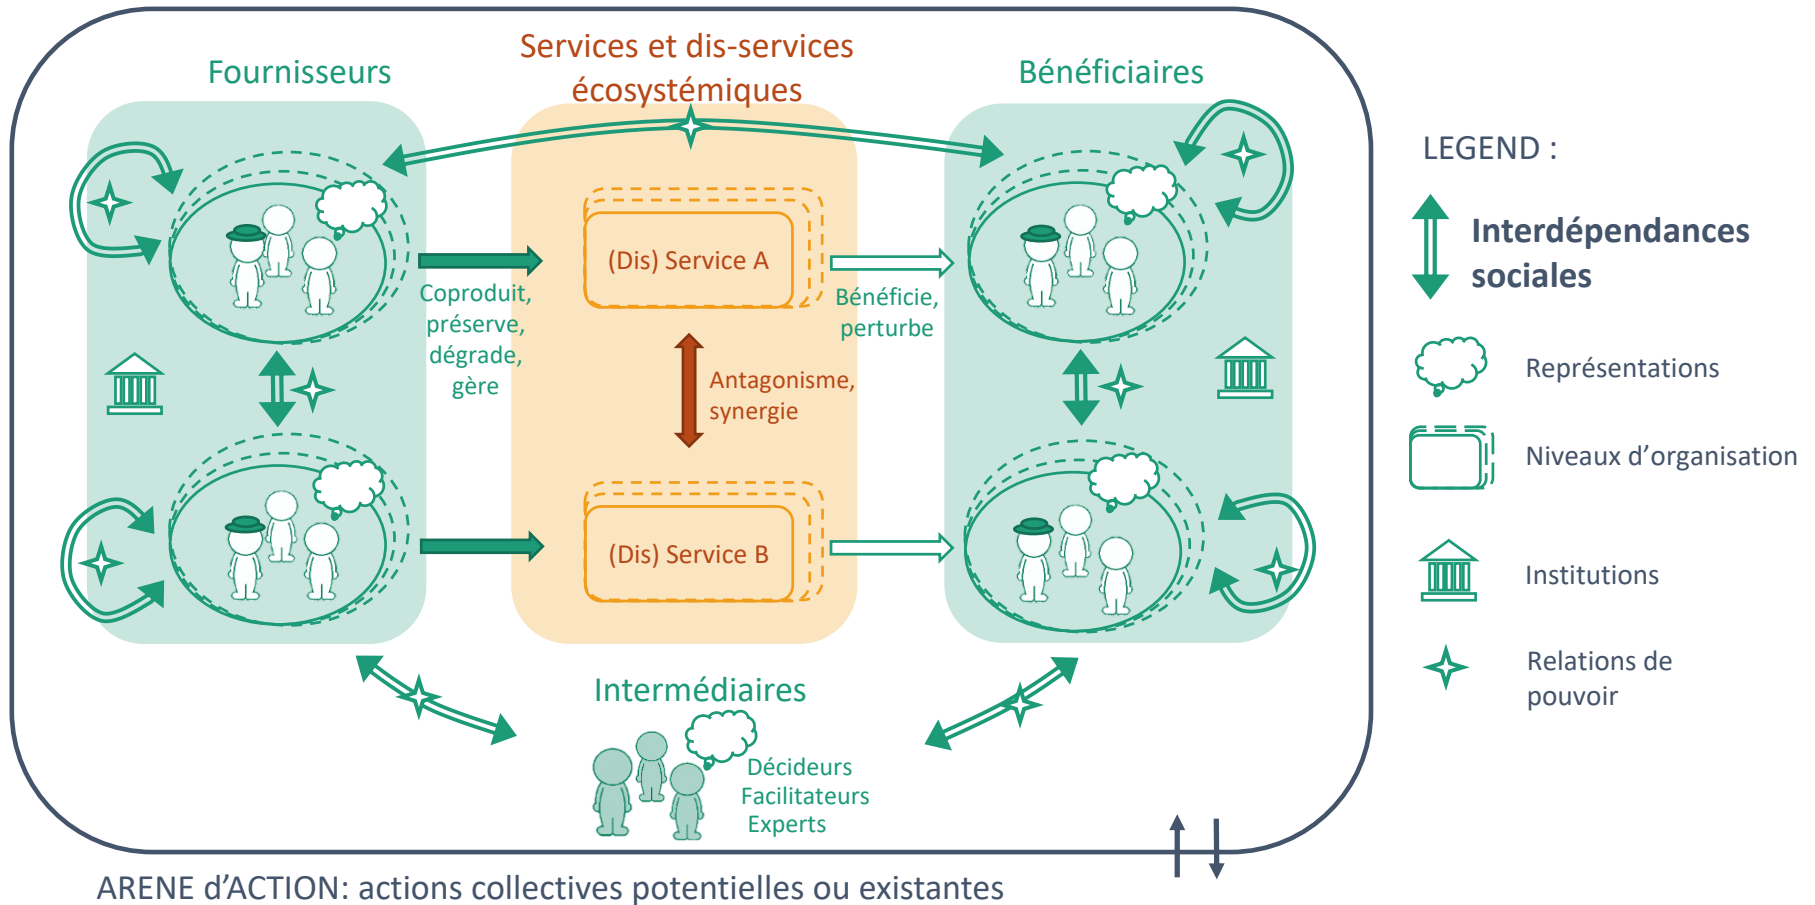 Services et dis-services
écosystémiques
Fournisseurs
Bénéficiaires
(Dis) Service A
Coproduit,
préserve,
dégrade,
gère
Bénéficie,
perturbe
Antagonisme,
synergie
(Dis) Service B
Intermédiaires
Décideurs
Facilitateurs
Experts
ARENE d'ACTION: actions collectives potentielles ou existantes
LEGEND :
Interdépendances
sociales
Représentations
Niveaux d'organisation
Institutions
Relations de
pouvoir